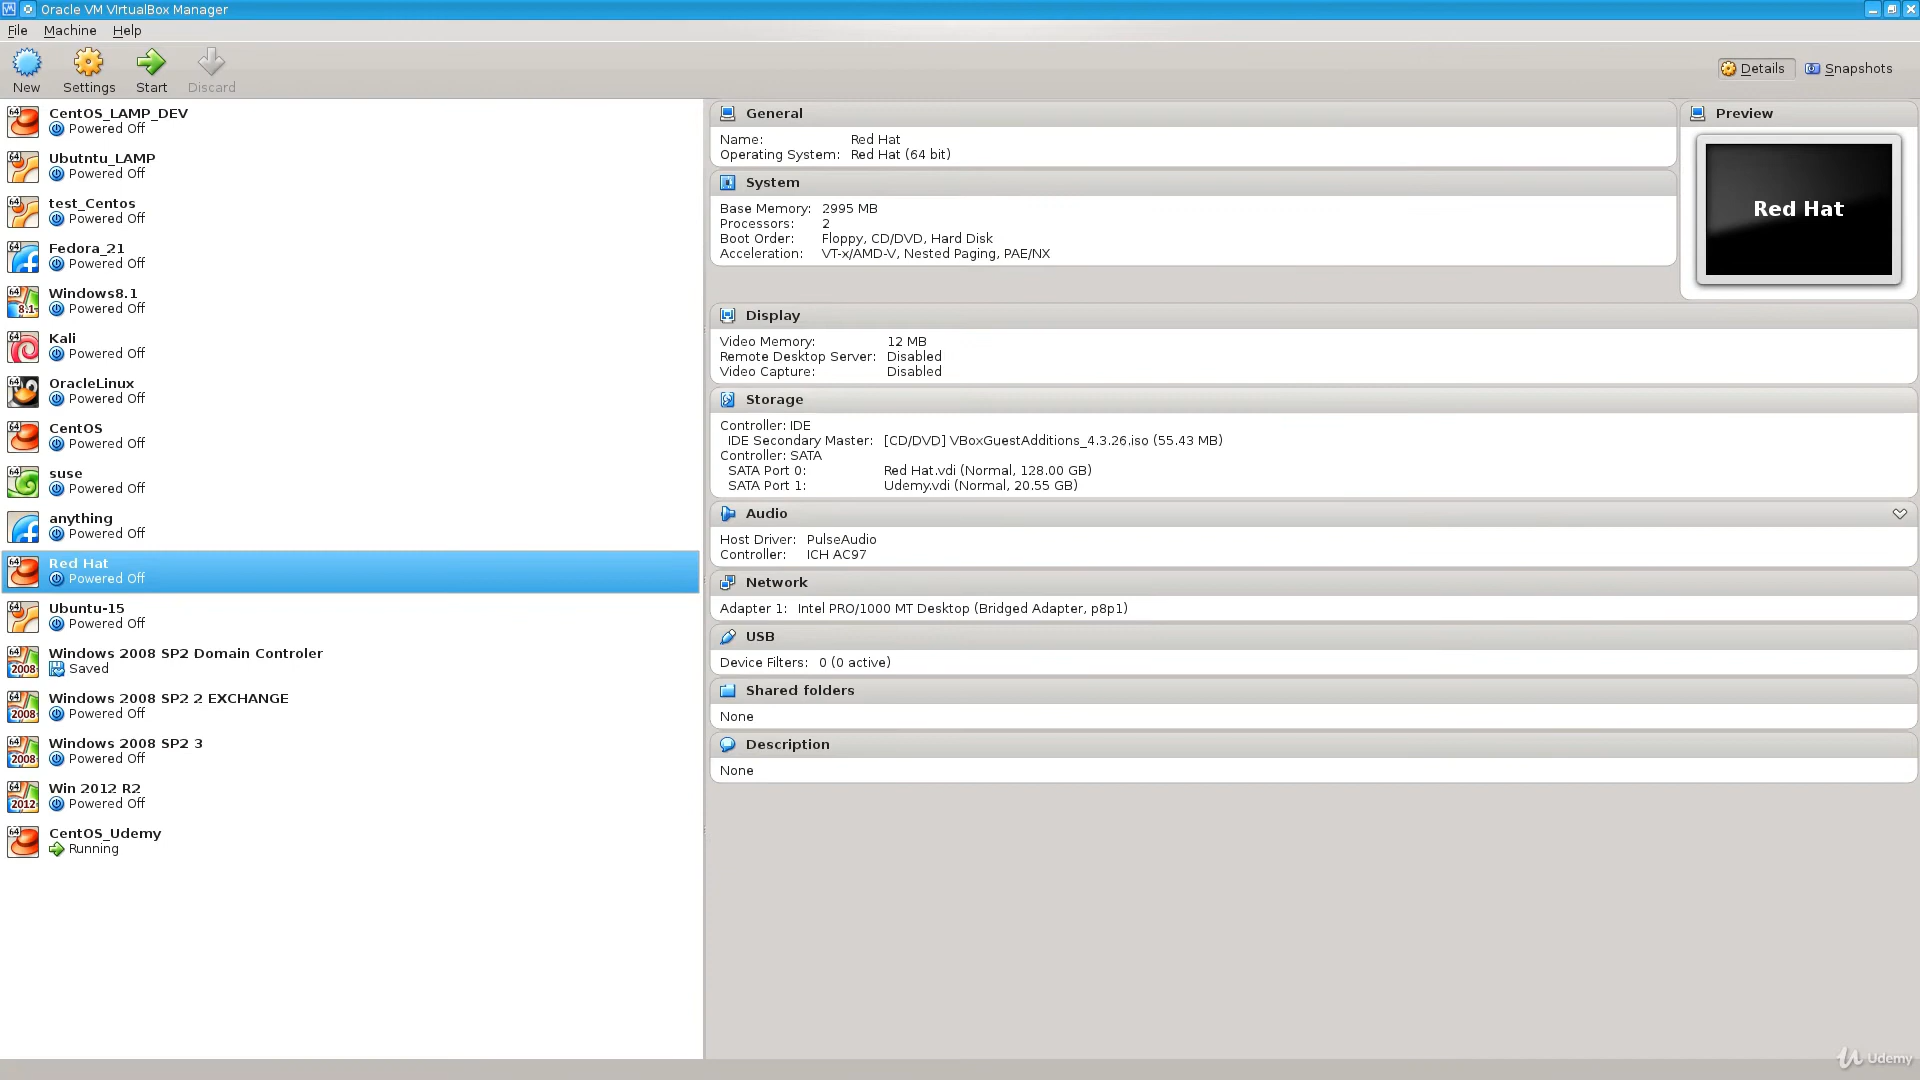 Oracle VM VirtualBox Manager
File Machine Help
New Settings Start Discard
Details Snapshots
CentOS_LAMP_DEV
Powered Off
Ubutntu_LAMP
Powered Off
test_Centos
Powered Off
Fedora_21
Powered Off
Windows8.1
Powered Off
Kali
Powered Off
OracleLinux
Powered Off
CentOS
Powered Off
suse
Powered Off
anything
Powered Off
Red Hat
Powered Off
Ubuntu-15
Powered Off
Windows 2008 SP2 Domain Controler
Saved
Windows 2008 SP2 2 EXCHANGE
Powered Off
Windows 2008 SP2 3
Powered Off
Win 2012 R2
Powered Off
CentOS_Udemy
Running
General
Name: Red Hat
Operating System: Red Hat (64 bit)
System
Base Memory: 2995 MB
Processors: 2
Boot Order: Floppy, CD/DVD, Hard Disk
Acceleration: VT-x/AMD-V, Nested Paging, PAE/NX
Preview
Red Hat
Display
Video Memory: 12 MB
Remote Desktop Server: Disabled
Video Capture: Disabled
Storage
Controller: IDE
IDE Secondary Master: [CD/DVD] VBoxGuestAdditions_4.3.26.iso (55.43 MB)
Controller: SATA
SATA Port 0: Red Hat.vdi (Normal, 128.00 GB)
SATA Port 1: Udemy.vdi (Normal, 20.55 GB)
Audio
Host Driver: PulseAudio
Controller: ICH AC97
Network
Adapter 1: Intel PRO/1000 MT Desktop (Bridged Adapter, p8p1)
USB
Device Filters: 0 (0 active)
Shared folders
None
Description
None
Udemy